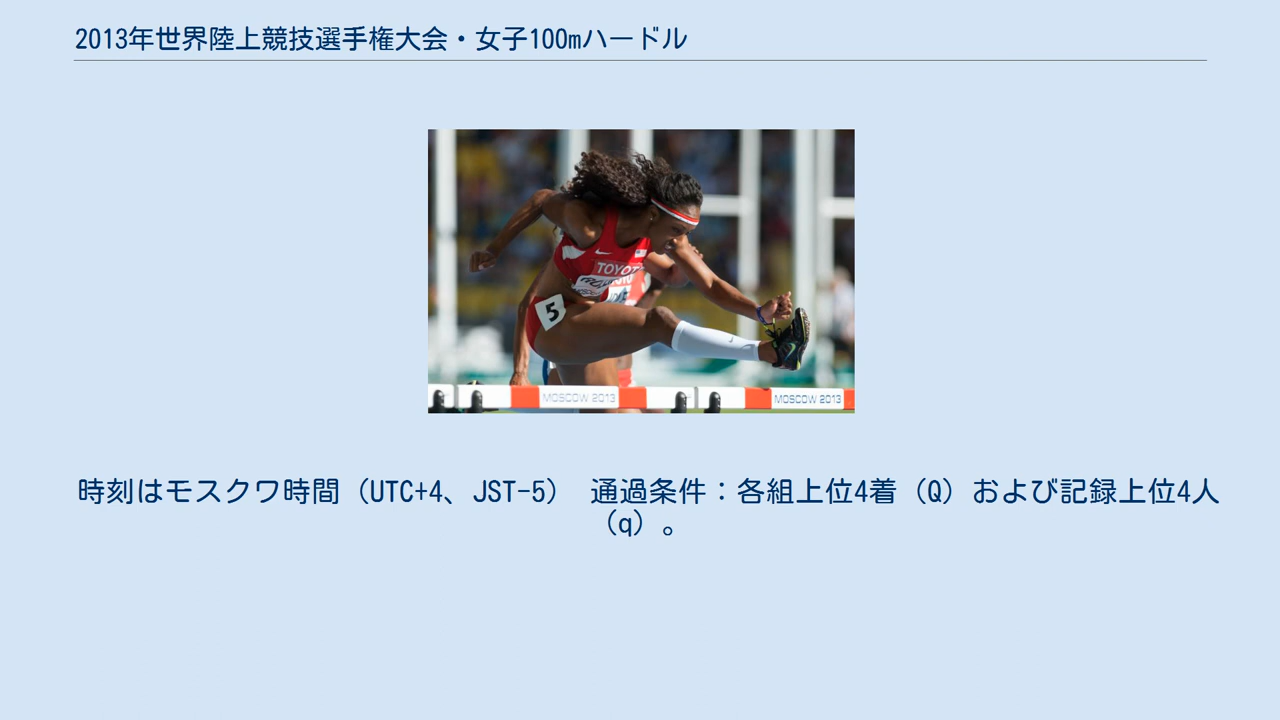 2013年世界陸上競技選手権大会・女子100mハードル
TOYOTA
5
MOSCOW 2013
MOSCOW 2013
時刻はモスクワ時間（UTC+4、JST-5） 通過条件：各組上位4着（Q）および記録上位4人
（q）。